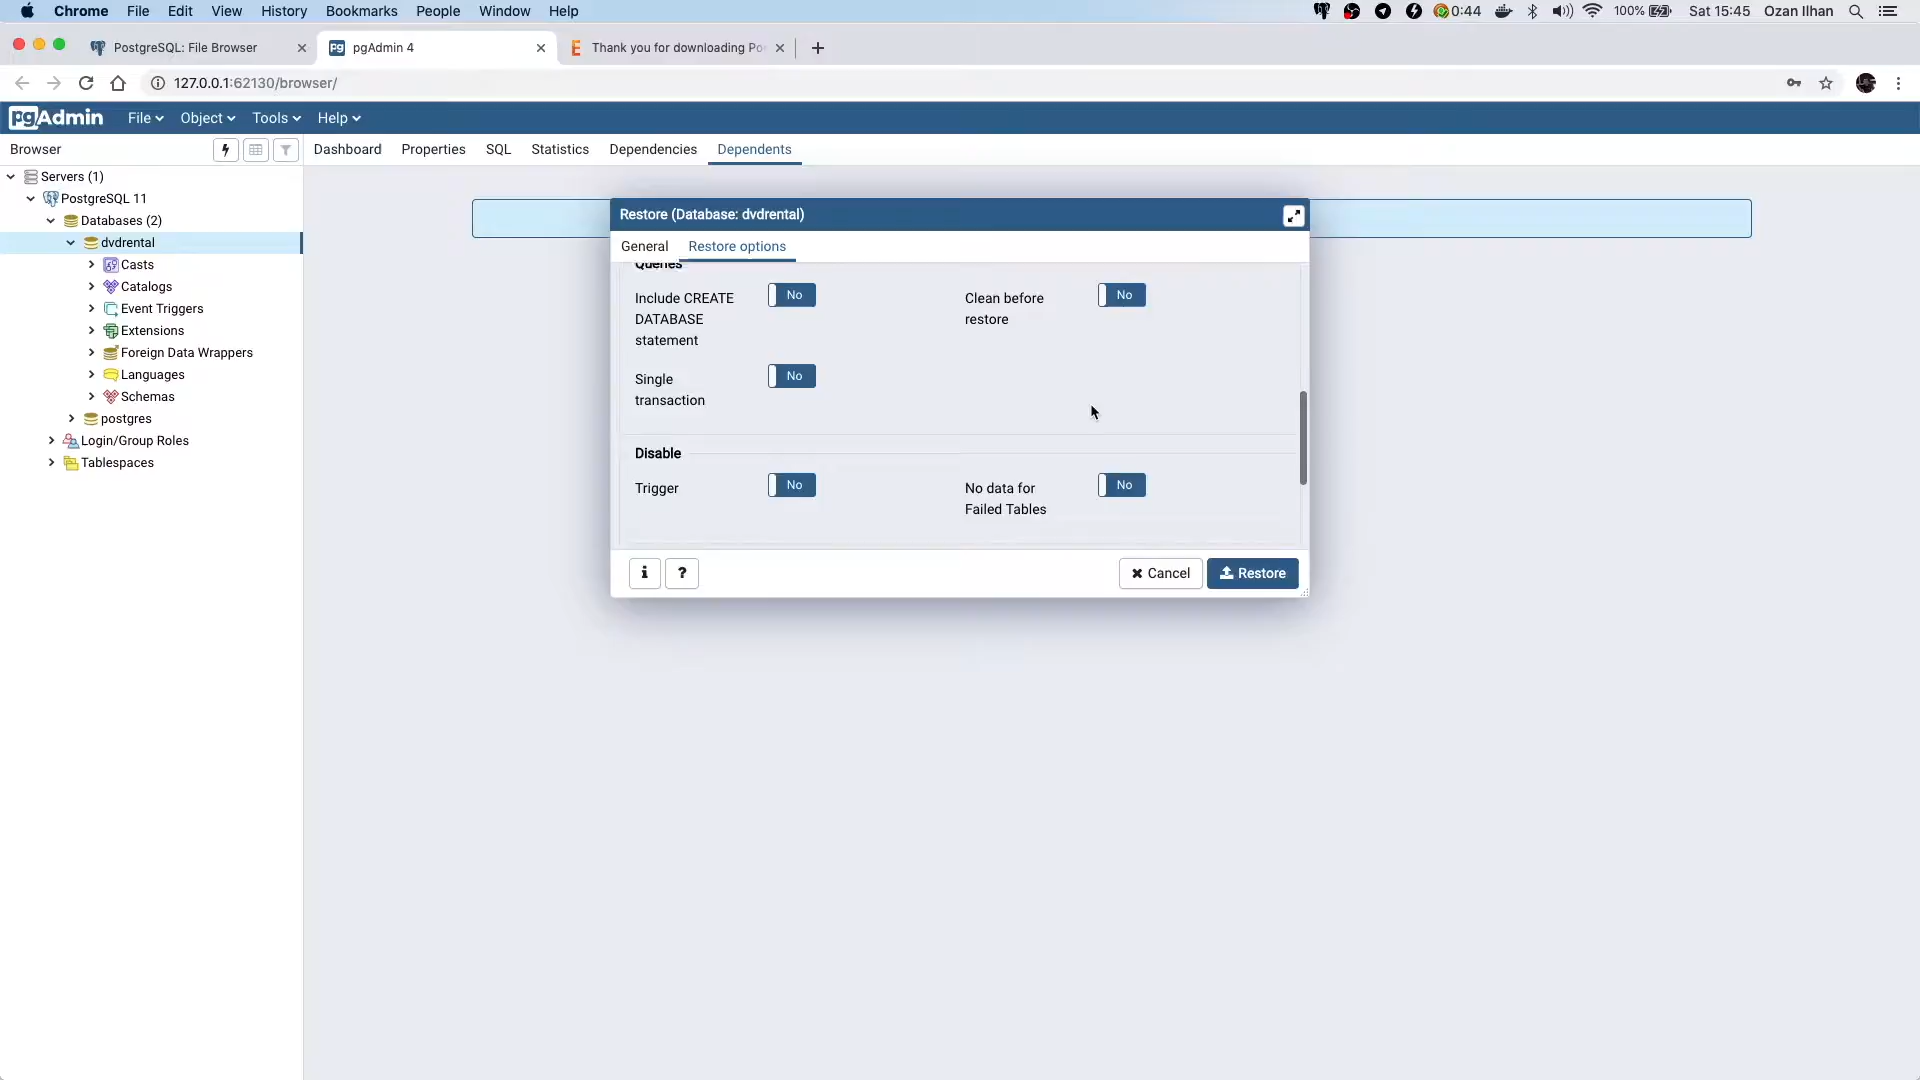 Chrome File Edit View History Bookmarks People Window Help 0:44 100% Sat 15:45 Ozan Ilhan
PostgreSQL: File Browser pgAdmin 4 Thank you for downloading Po
127.0.0.1:62130/browser/
pgAdmin File Object Tools Help
Browser Dashboard Properties SQL Statistics Dependencies Dependents
Servers (1)
PostgreSQL 11
Databases (2)
dvdrental
Casts
Catalogs
Event Triggers
Extensions
Foreign Data Wrappers
Languages
Schemas
postgres
Login/Group Roles
Tablespaces
Restore (Database: dvdrental)
General Restore options
Queries
Include CREATE DATABASE statement No
Clean before restore No
Single transaction No
Disable
Trigger No
No data for Failed Tables No
i ? Cancel Restore